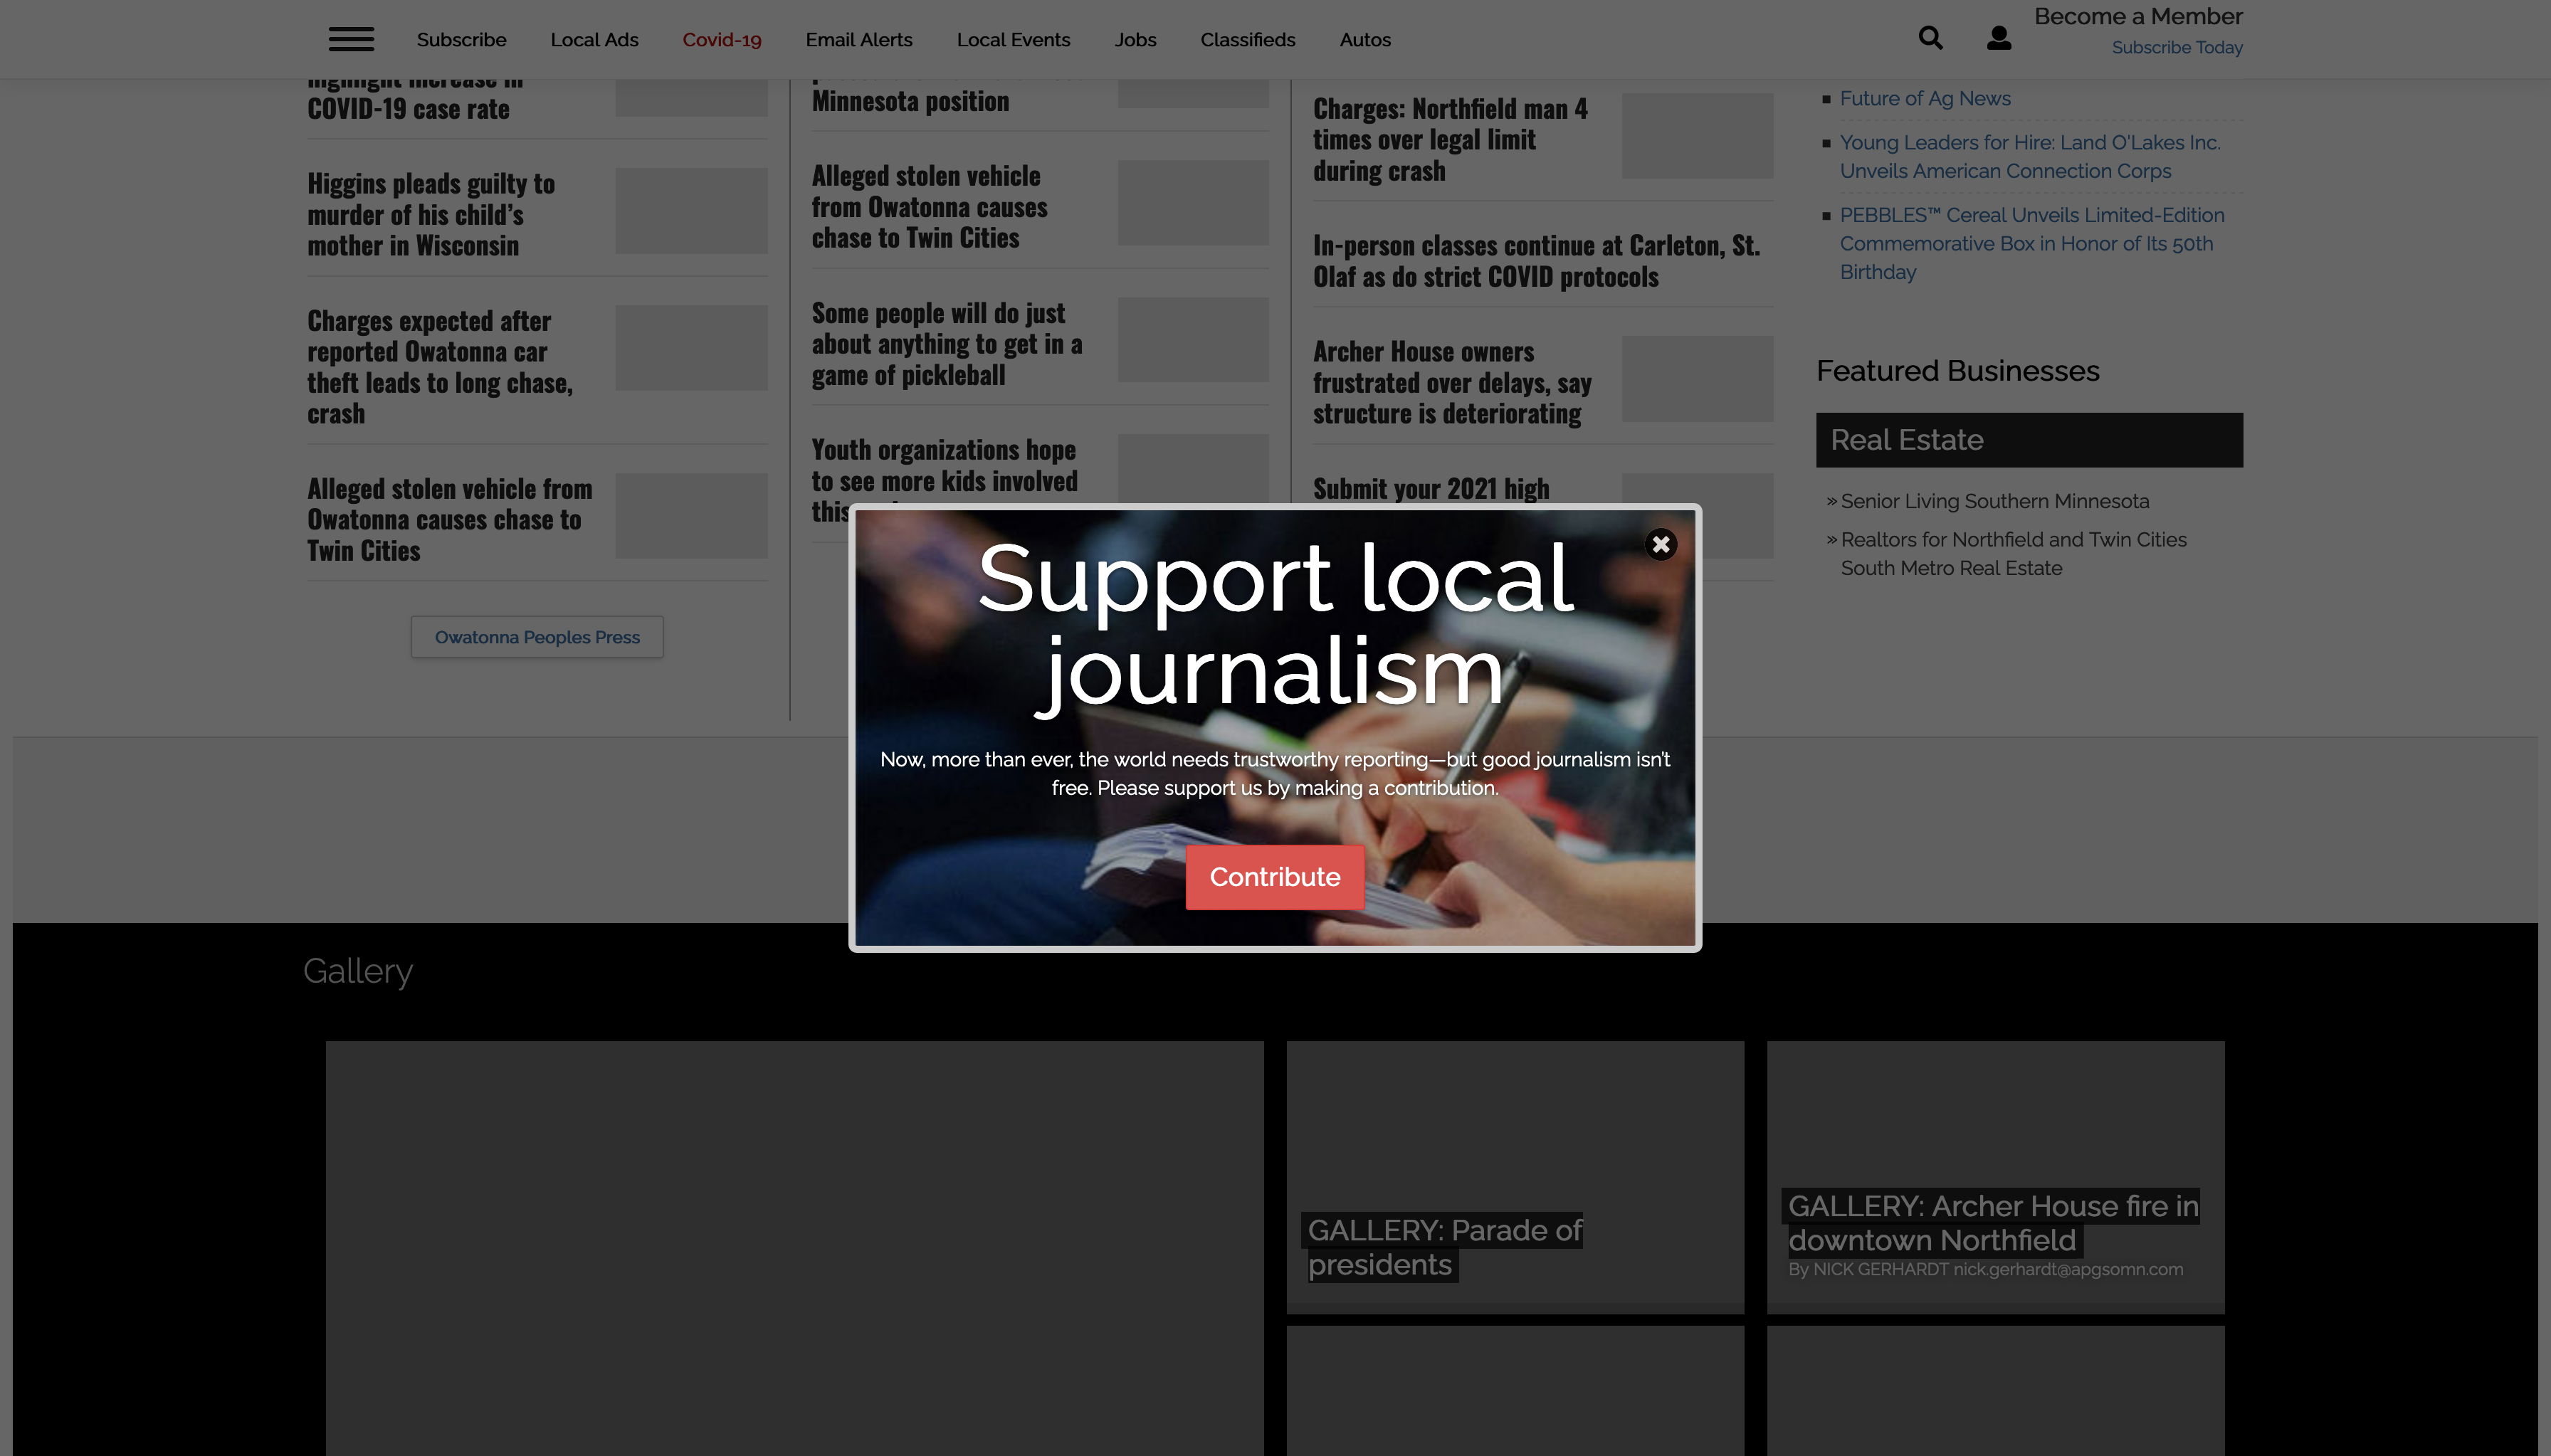 Subscribe
Local Ads
Covid-19
Email Alerts
Local Events
Jobs
Classifieds
Autos
Become a Member
Subscribe Today
highlight increase in
COVID-19 case rate
Higgins pleads guilty to
murder of his child’s
mother in Wisconsin
Charges expected after
reported Owatonna car
theft leads to long chase,
crash
Alleged stolen vehicle from
Owatonna causes chase to
Twin Cities
Owatonna Peoples Press
Minnesota position
Alleged stolen vehicle
from Owatonna causes
chase to Twin Cities
Some people will do just
about anything to get in a
game of pickleball
Youth organizations hope
to see more kids involved
this
Charges: Northfield man 4
times over legal limit
during crash
In-person classes continue at Carleton, St.
Olaf as do strict COVID protocols
Archer House owners
frustrated over delays, say
structure is deteriorating
Submit your 2021 high
Future of Ag News
Young Leaders for Hire: Land O'Lakes Inc.
Unveils American Connection Corps
PEBBLES™ Cereal Unveils Limited-Edition
Commemorative Box in Honor of Its 50th
Birthday
Featured Businesses
Real Estate
» Senior Living Southern Minnesota
» Realtors for Northfield and Twin Cities
South Metro Real Estate
Support local
journalism
Now, more than ever, the world needs trustworthy reporting—but good journalism isn't
free. Please support us by making a contribution.
Contribute
Gallery
GALLERY: Parade of
presidents
GALLERY: Archer House fire in
downtown Northfield
By NICK GERHARDT nick.gerhardt@apgsomn.com